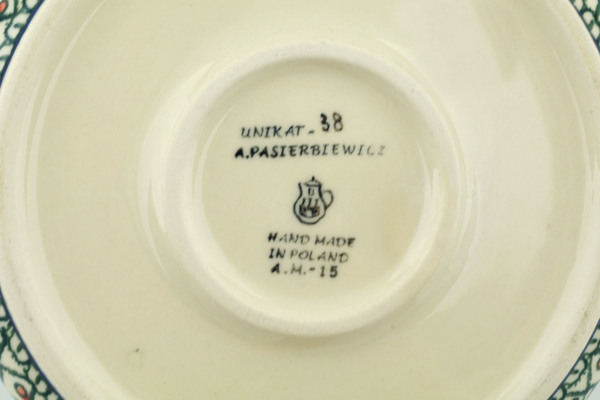 UNIKAT - 38
A.PASIERBIEWICZ
HAND MADE
IN POLAND
A.M.-15